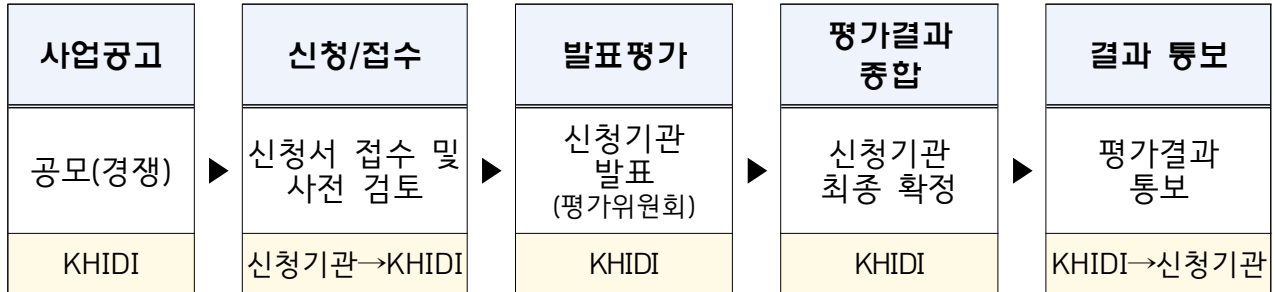 사업공고
공모(경쟁)
KHIDI
▶
신청/접수
신청서 접수 및
사전 검토
신청기관→KHIDI
▶
발표평가
신청기관
발표
(평가위원회)
KHIDI
▶
평가결과
종합
신청기관
최종 확정
KHIDI
▶
결과 통보
평가결과
통보
KHIDI→신청기관